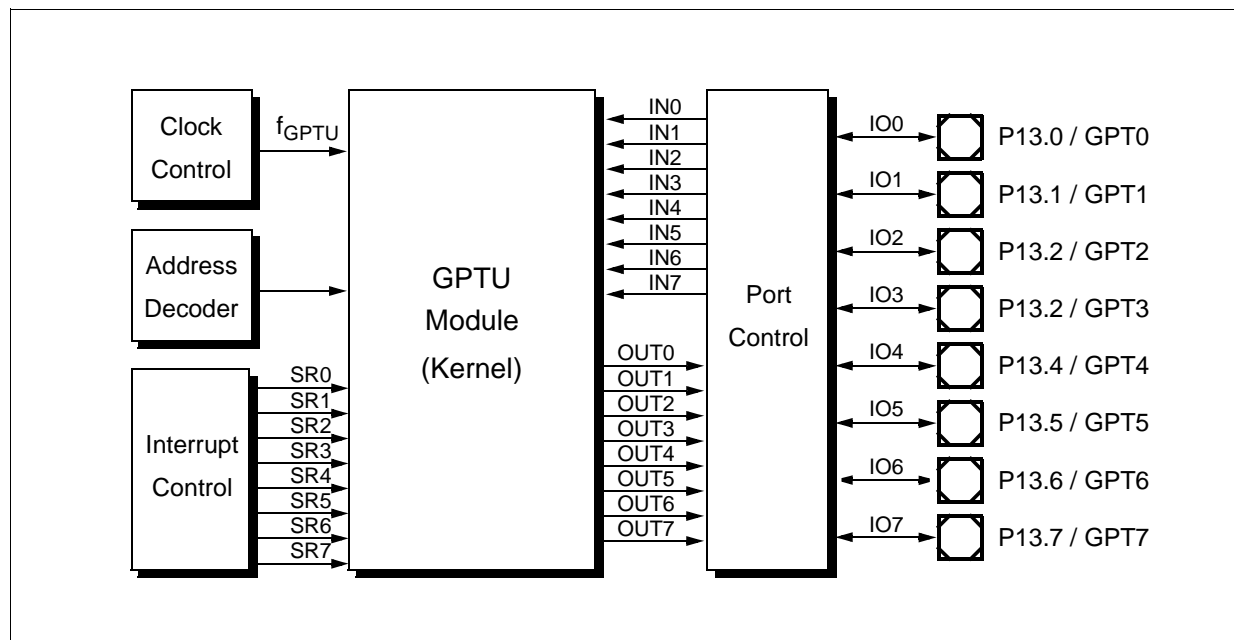 Clock
Control
fGPTU
Address
Decoder
Interrupt
Control
SR0
SR1
SR2
SR3
SR4
SR5
SR6
SR7
GPTU
Module
(Kernel)
IN0
IN1
IN2
IN3
IN4
IN5
IN6
IN7
OUT0
OUT1
OUT2
OUT3
OUT4
OUT5
OUT6
OUT7
Port
Control
IO0
IO1
IO2
IO3
IO4
IO5
IO6
IO7
P13.0 / GPT0
P13.1 / GPT1
P13.2 / GPT2
P13.2 / GPT3
P13.4 / GPT4
P13.5 / GPT5
P13.6 / GPT6
P13.7 / GPT7